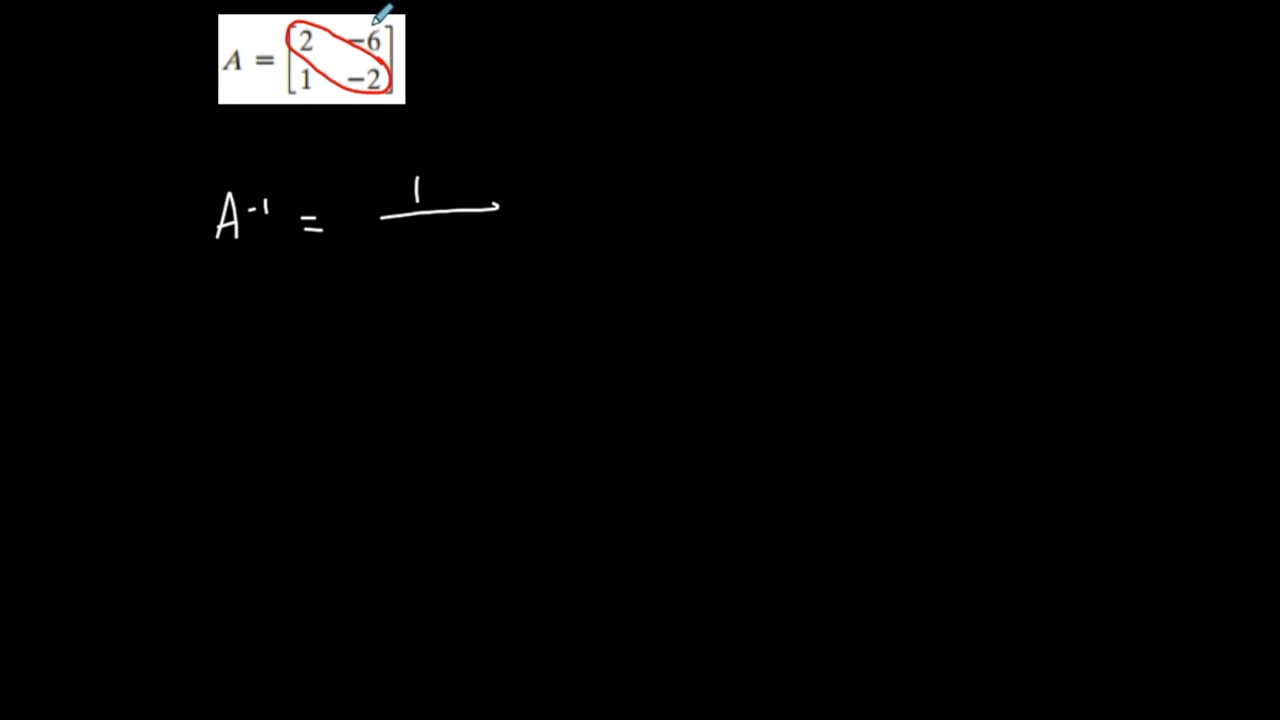 A = [2 −6
1 −2]
A⁻¹ = 1